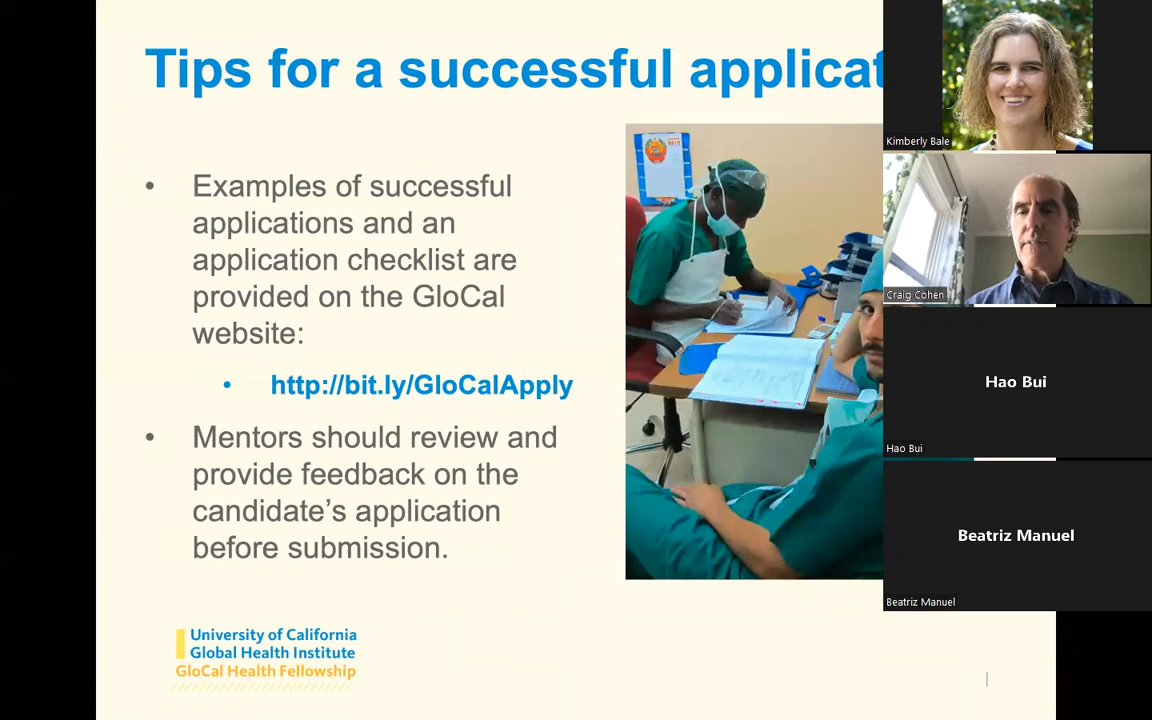 Tips for a successful applicat
• Examples of successful
applications and an
application checklist are
provided on the GloCal
website:
• http://bit.ly/GloCalApply
• Mentors should review and
provide feedback on the
candidate’s application
before submission.
University of California
Global Health Institute
GloCal Health Fellowship
Kimberly Bale
Craig Cohen
Hao Bui
Hao Bui
Beatriz Manuel
Beatriz Manuel